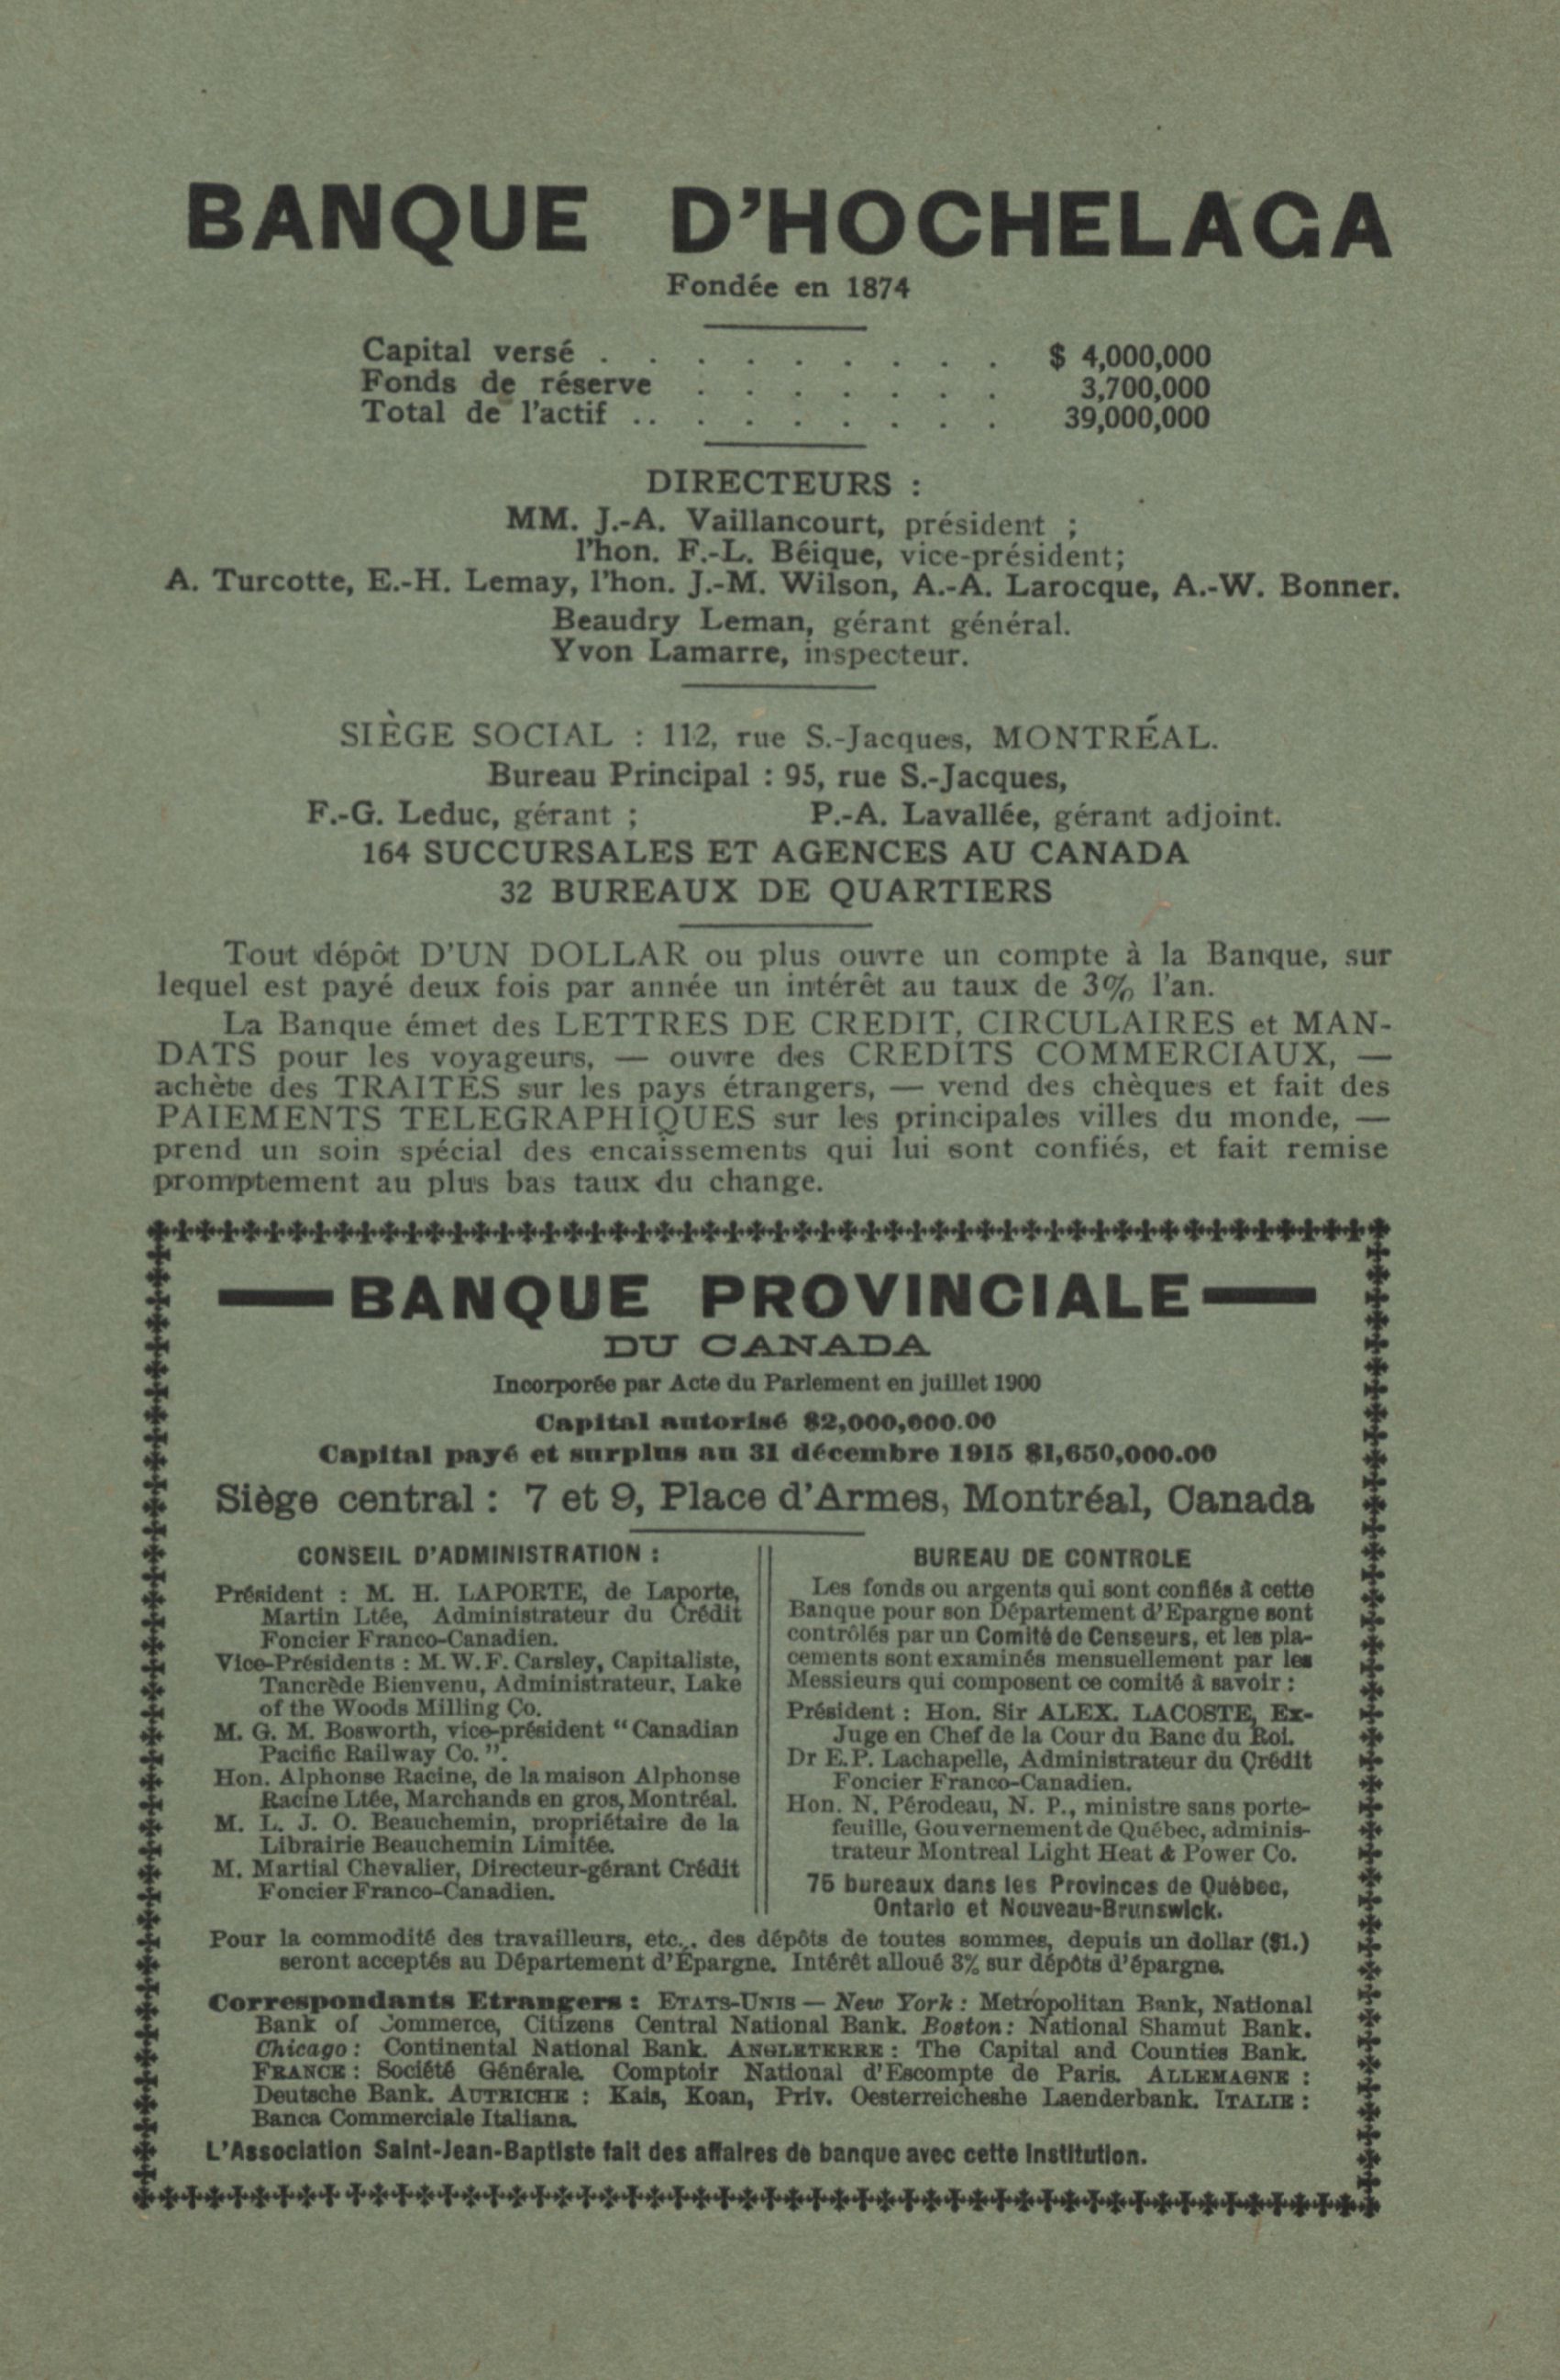 BANQUE D'HOCHELAGA
Fondée en 1874
Capital versé . . . . . . . . . $ 4,000,000
Fonds de réserve . . . . . . . 3,700,000
Total de l'actif .. . . . . . . . 39,000,000
DIRECTEURS :
MM. J.-A. Vaillancourt, président ;
l'hon. F.-L. Béique, vice-président;
A. Turcotte, E.-H. Lemay, l'hon. J.-M. Wilson, A.-A. Larocque, A.-W. Bonner.
Beaudry Leman, gérant général.
Yvon Lamarre, inspecteur.
SIÈGE SOCIAL : 112, rue S.-Jacques, MONTRÉAL.
Bureau Principal : 95, rue S.-Jacques,
F.-G. Leduc, gérant ; P.-A. Lavallée, gérant adjoint.
164 SUCCURSALES ET AGENCES AU CANADA
32 BUREAUX DE QUARTIERS
Tout dépôt D'UN DOLLAR ou plus ouvre un compte à la Banque, sur
lequel est payé deux fois par année un intérêt au taux de 3% l'an.
La Banque émet des LETTRES DE CREDIT, CIRCULAIRES et MAN-
DATS pour les voyageurs, — ouvre des CREDITS COMMERCIAUX, —
achète des TRAITES sur les pays étrangers, — vend des chèques et fait des
PAIEMENTS TELEGRAPHIQUES sur les principales villes du monde, —
prend un soin spécial des encaissements qui lui sont confiés, et fait remise
promptement au plus bas taux du change.
BANQUE PROVINCIALE
DU CANADA
Incorporée par Acte du Parlement en juillet 1900
Capital autorisé $2,000,000.00
Capital payé et surplus au 31 décembre 1915 $1,650,000.00
Siège central : 7 et 9, Place d'Armes, Montréal, Canada
CONSEIL D'ADMINISTRATION :
Président : M. H. LAPORTE, de Laporte,
Martin Ltée, Administrateur du Crédit
Foncier Franco-Canadien.
Vice-Présidents : M. W. F. Carsley, Capitaliste,
Tancrède Bienvenu, Administrateur, Lake
of the Woods Milling Co.
M. G. M. Bosworth, vice-président "Canadian
Pacific Railway Co.".
Hon. Alphonse Racine, de la maison Alphonse
Racine Ltée, Marchands en gros, Montréal.
M. L. J. O. Beauchemin, propriétaire de la
Librairie Beauchemin Limitée.
M. Martial Chevalier, Directeur-gérant Crédit
Foncier Franco-Canadien.
BUREAU DE CONTROLE
Les fonds ou argents qui sont confiés à cette
Banque pour son Département d'Epargne sont
contrôlés par un Comité de Censeurs, et les pla-
cements sont examinés mensuellement par les
Messieurs qui composent ce comité à savoir :
Président : Hon. Sir ALEX. LACOSTE, Ex-
Juge en Chef de la Cour du Banc du Roi.
Dr E. P. Lachapelle, Administrateur du Crédit
Foncier Franco-Canadien.
Hon. N. Pérodeau, N. P., ministre sans porte-
feuille, Gouvernement de Québec, adminis-
trateur Montreal Light Heat & Power Co.
75 bureaux dans les Provinces de Québec,
Ontario et Nouveau-Brunswick.
Pour la commodité des travailleurs, etc., des dépôts de toutes sommes, depuis un dollar ($1.)
seront acceptés au Département d'Épargne. Intérêt alloué 3% sur dépôts d'épargne.
Correspondants Etrangers : ETATS-UNIS — New York : Metropolitan Bank, National
Bank of Commerce, Citizens Central National Bank. Boston : National Shamut Bank.
Chicago : Continental National Bank. ANGLETERRE : The Capital and Counties Bank.
FRANCE : Société Générale. Comptoir National d'Escompte de Paris. ALLEMAGNE :
Deutsche Bank. AUTRICHE : Kais, Koan, Priv. Oesterreicheshe Laenderbank. ITALIE :
Banca Commerciale Italiana.
L'Association Saint-Jean-Baptiste fait des affaires de banque avec cette Institution.